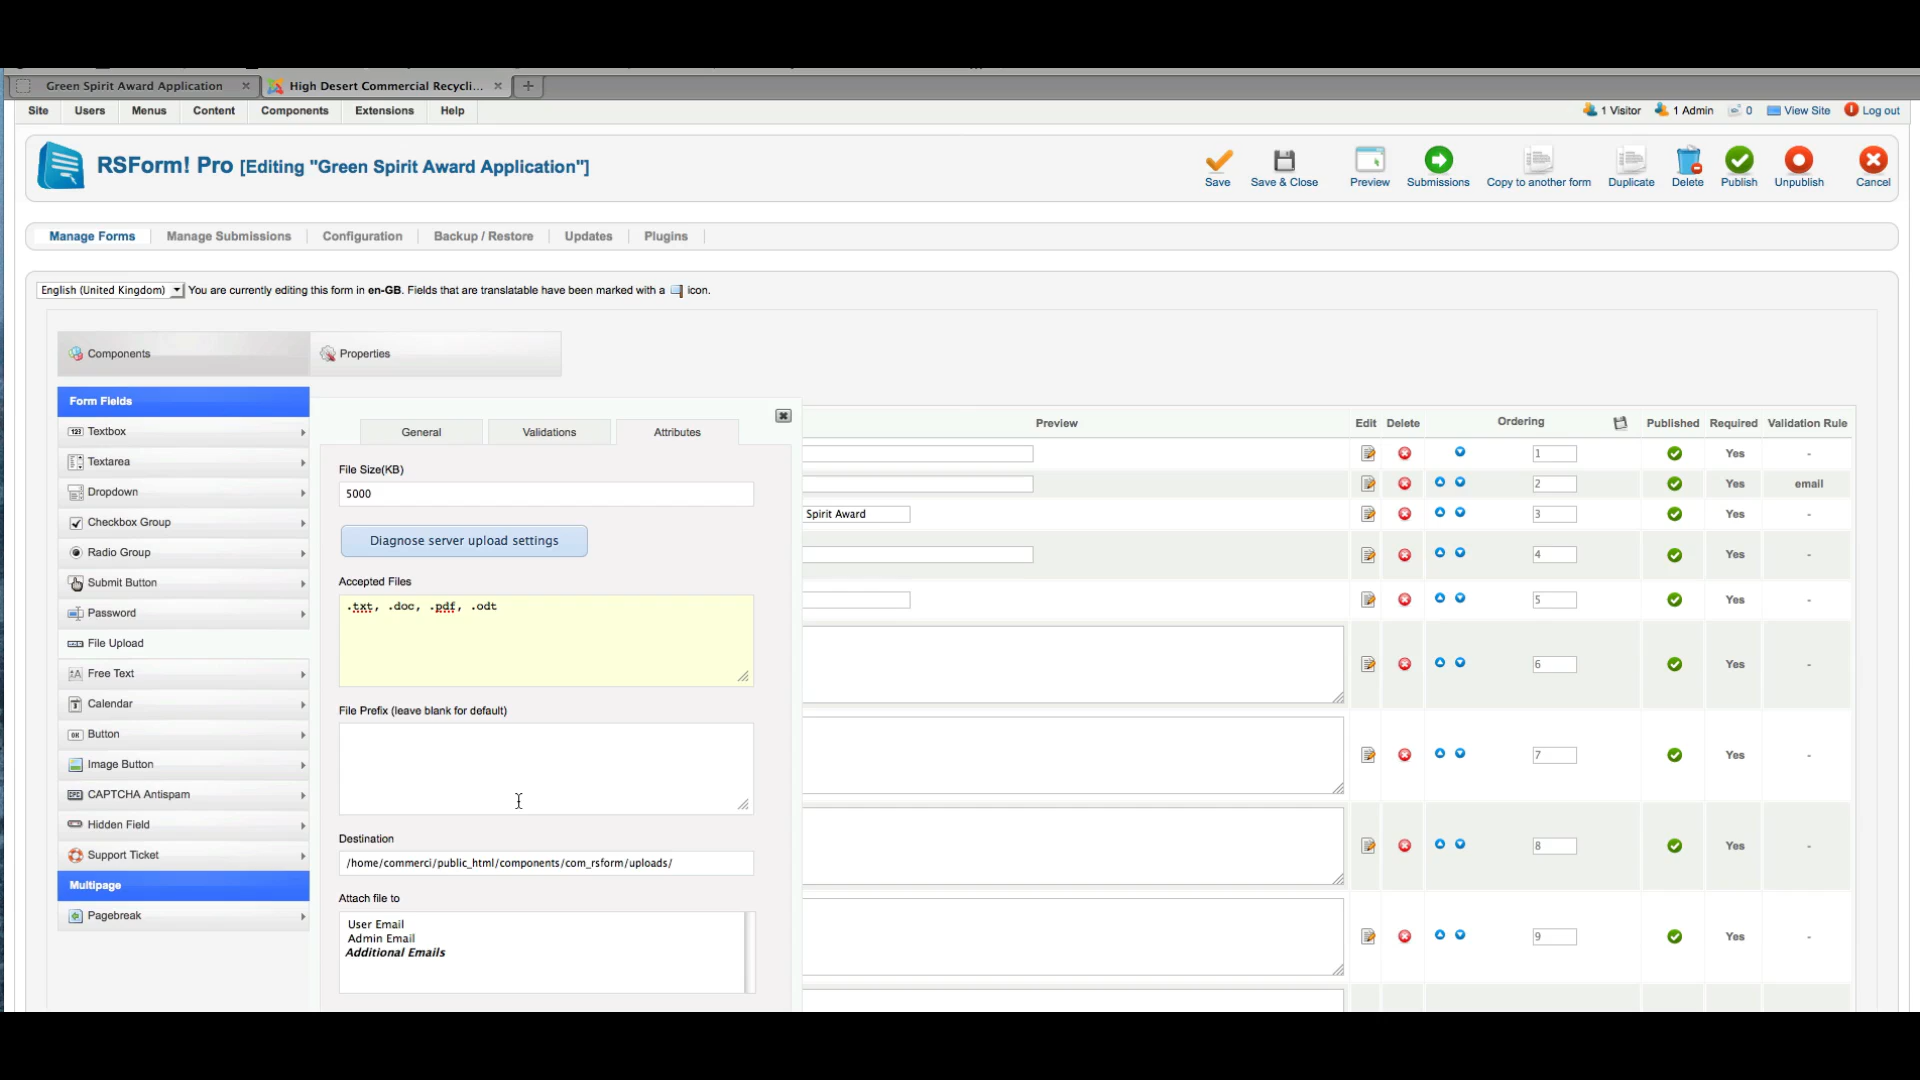 Green Spirit Award Application
High Desert Commercial Recycli...
Site Users Menus Content Components Extensions Help
1 Visitor 1 Admin 0 View Site Log out
RSForm! Pro [Editing "Green Spirit Award Application"]
Save Save & Close Preview Submissions Copy to another form Duplicate Delete Publish Unpublish Cancel
Manage Forms Manage Submissions Configuration Backup / Restore Updates Plugins
English (United Kingdom) You are currently editing this form in en-GB. Fields that are translatable have been marked with a icon.
Components Properties
Form Fields
Textbox
Textarea
Dropdown
Checkbox Group
Radio Group
Submit Button
Password
File Upload
Free Text
Calendar
Button
Image Button
CAPTCHA Antispam
Hidden Field
Support Ticket
Multipage
Pagebreak
General Validations Attributes
File Size(KB)
5000
Diagnose server upload settings
Accepted Files
.txt, .doc, .pdf, .odt
File Prefix (leave blank for default)
Destination
/home/commerci/public_html/components/com_rsform/uploads/
Attach file to
User Email
Admin Email
Additional Emails
Preview Edit Delete Ordering Published Required Validation Rule
1 Yes -
2 Yes email
Spirit Award 3 Yes -
4 Yes -
5 Yes -
6 Yes -
7 Yes -
8 Yes -
9 Yes -